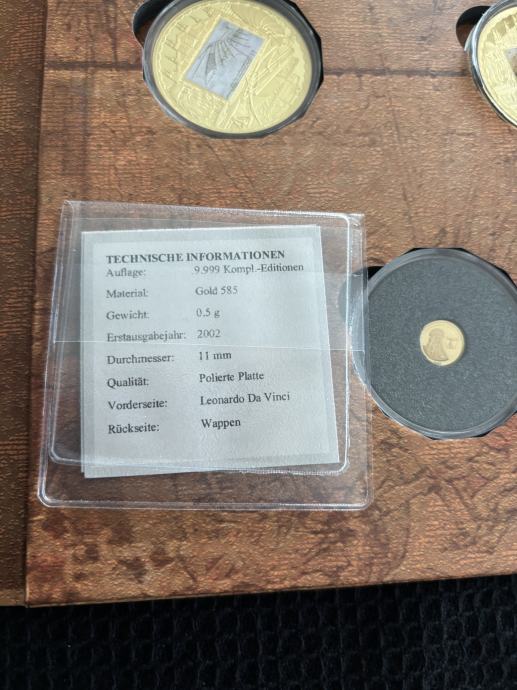 TECHNISCHE INFORMATIONEN
Auflage: 9.999 Kompl.-Editionen
Material: Gold 585
Gewicht: 0,5 g
Erstausgabejahr: 2002
Durchmesser: 11 mm
Qualität: Polierte Platte
Vorderseite: Leonardo Da Vinci
Rückseite: Wappen